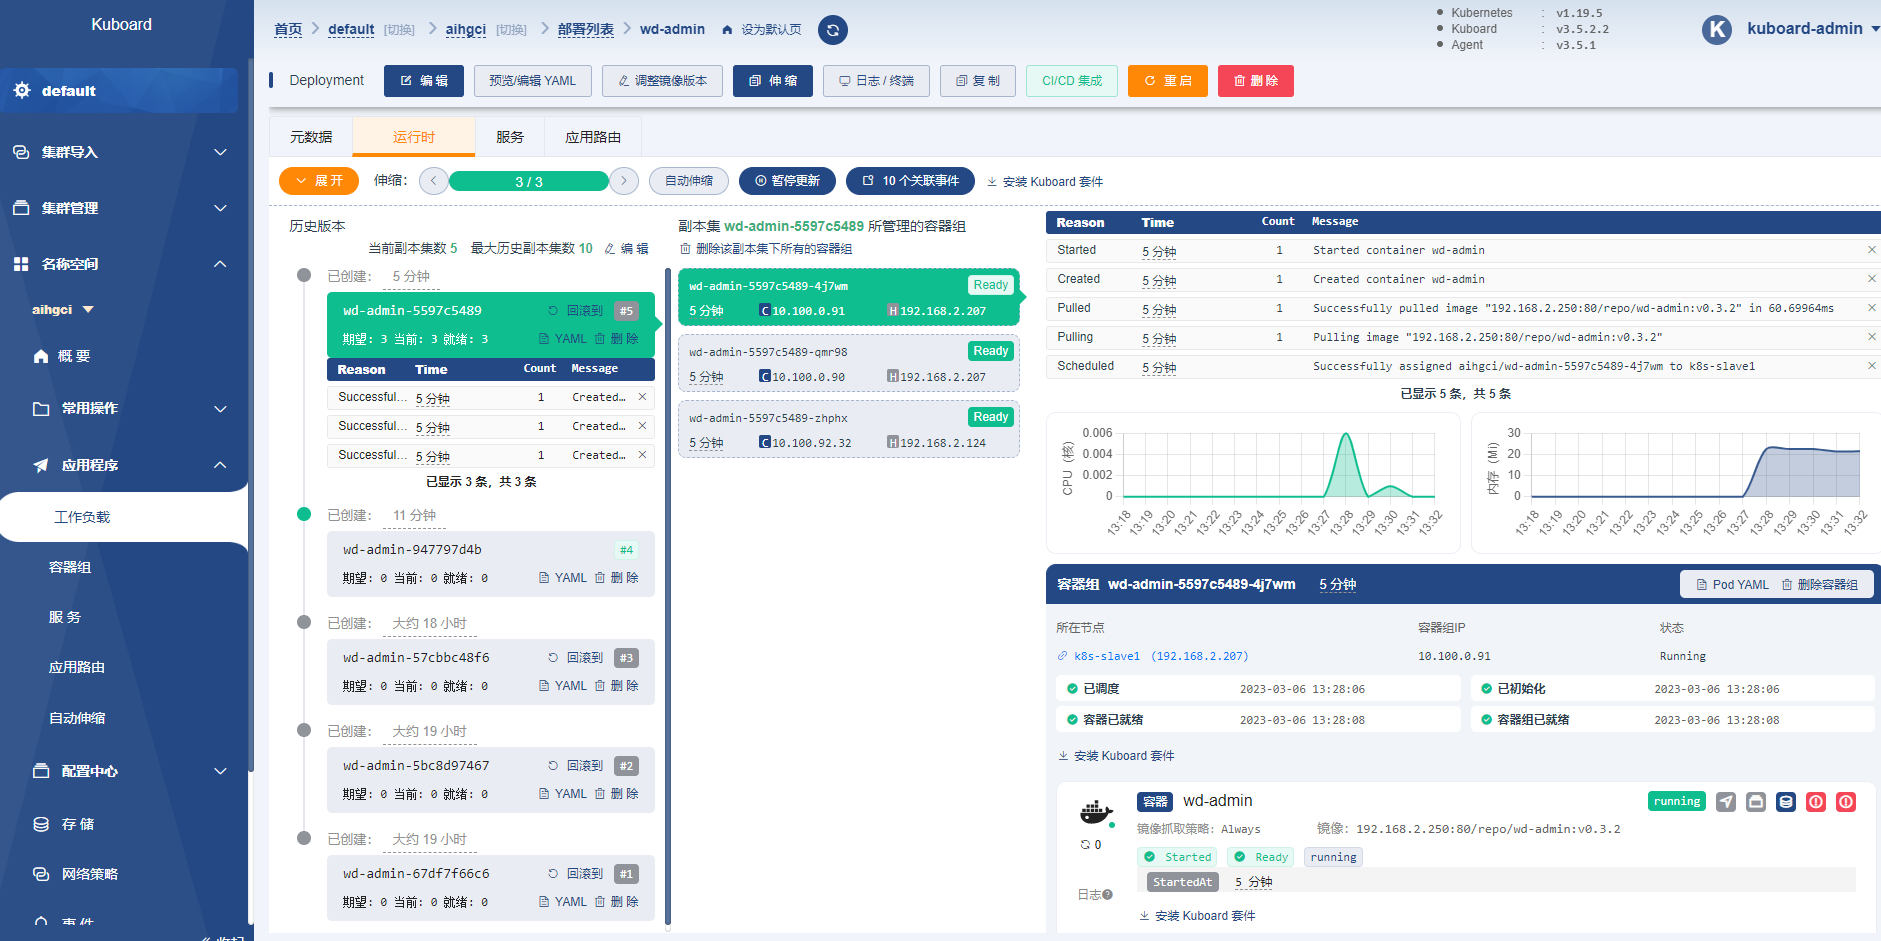 Kuboard
default
集群导入
集群管理
名称空间
aihgci
概 要
常用操作
应用程序
工作负载
容器组
服 务
应用路由
自动伸缩
配置中心
存 储
网络策略
事 件
首页 default [切换] aihgci [切换] 部署列表 wd-admin 设为默认页
Kubernetes : v1.19.5
Kuboard : v3.5.2.2
Agent : v3.5.1
K kuboard-admin
Deployment 编 辑 预览/编辑 YAML 调整镜像版本 伸 缩 日志 / 终端 复 制 CI/CD 集成 重 启 删 除
元数据 运行时 服务 应用路由
展 开 伸缩: 3 / 3 自动伸缩 暂停更新 10 个关联事件 安装 Kuboard 套件
历史版本
当前副本集数 5 最大历史副本集数 10 编 辑
已创建: 5 分钟
wd-admin-5597c5489 回滚到 #5
期望: 3 当前: 3 就绪: 3 YAML 删 除
Reason Time Count Message
Successful... 5 分钟 1 Created...
Successful... 5 分钟 1 Created...
Successful... 5 分钟 1 Created...
已显示 3 条，共 3 条
已创建: 11 分钟
wd-admin-947797d4b #4
期望: 0 当前: 0 就绪: 0 YAML 删 除
已创建: 大约 18 小时
wd-admin-57cbbc48f6 回滚到 #3
期望: 0 当前: 0 就绪: 0 YAML 删 除
已创建: 大约 19 小时
wd-admin-5bc8d97467 回滚到 #2
期望: 0 当前: 0 就绪: 0 YAML 删 除
已创建: 大约 19 小时
wd-admin-67df7f66c6 回滚到 #1
期望: 0 当前: 0 就绪: 0 YAML 删 除
副本集 wd-admin-5597c5489 所管理的容器组
删除该副本集下所有的容器组
wd-admin-5597c5489-4j7wm Ready
5 分钟 C 10.100.0.91 H 192.168.2.207
wd-admin-5597c5489-qmr98 Ready
5 分钟 C 10.100.0.90 H 192.168.2.207
wd-admin-5597c5489-zhphx Ready
5 分钟 C 10.100.92.32 H 192.168.2.124
Reason Time Count Message
Started 5 分钟 1 Started container wd-admin
Created 5 分钟 1 Created container wd-admin
Pulled 5 分钟 1 Successfully pulled image "192.168.2.250:80/repo/wd-admin:v0.3.2" in 60.69964ms
Pulling 5 分钟 1 Pulling image "192.168.2.250:80/repo/wd-admin:v0.3.2"
Scheduled 5 分钟 Successfully assigned aihgci/wd-admin-5597c5489-4j7wm to k8s-slave1
已显示 5 条，共 5 条
CPU (核)
0.006
0.004
0.002
0
13:18 13:19 13:20 13:21 13:22 13:23 13:24 13:25 13:26 13:27 13:28 13:29 13:30 13:31 13:32
内存 (Mi)
30
20
10
0
13:18 13:19 13:20 13:21 13:22 13:23 13:24 13:25 13:26 13:27 13:28 13:29 13:30 13:31 13:32
容器组 wd-admin-5597c5489-4j7wm 5 分钟 Pod YAML 删除容器组
所在节点 容器组IP 状态
k8s-slave1 (192.168.2.207) 10.100.0.91 Running
已调度 2023-03-06 13:28:06 已初始化 2023-03-06 13:28:06
容器已就绪 2023-03-06 13:28:08 容器组已就绪 2023-03-06 13:28:08
安装 Kuboard 套件
容器 wd-admin running
镜像抓取策略: Always 镜像: 192.168.2.250:80/repo/wd-admin:v0.3.2
0
Started Ready running
StartedAt 5 分钟
日志
安装 Kuboard 套件